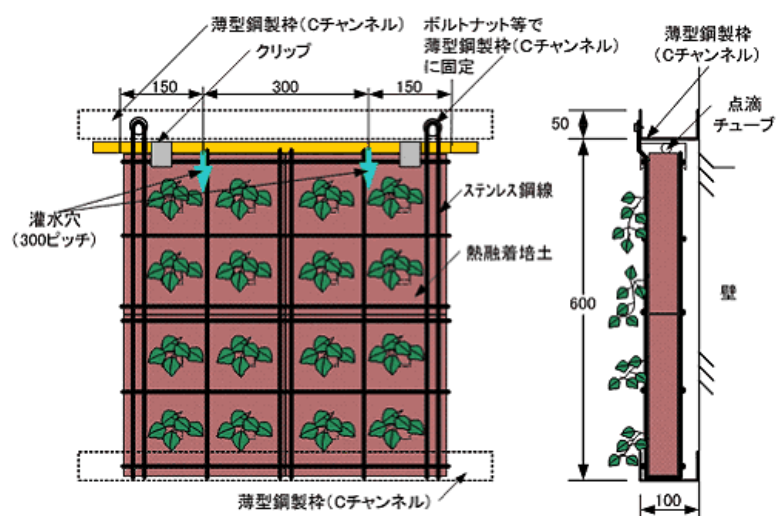 薄型鋼製枠(Cチャンネル)
クリップ
ボルトナット等で
薄型鋼製枠(Cチャンネル)
に固定
150
300
150
灌水穴
(300ピッチ)
ステンレス鋼線
熱融着培土
薄型鋼製枠(Cチャンネル)
薄型鋼製枠
(Cチャンネル)
点滴
チューブ
50
600
壁
100